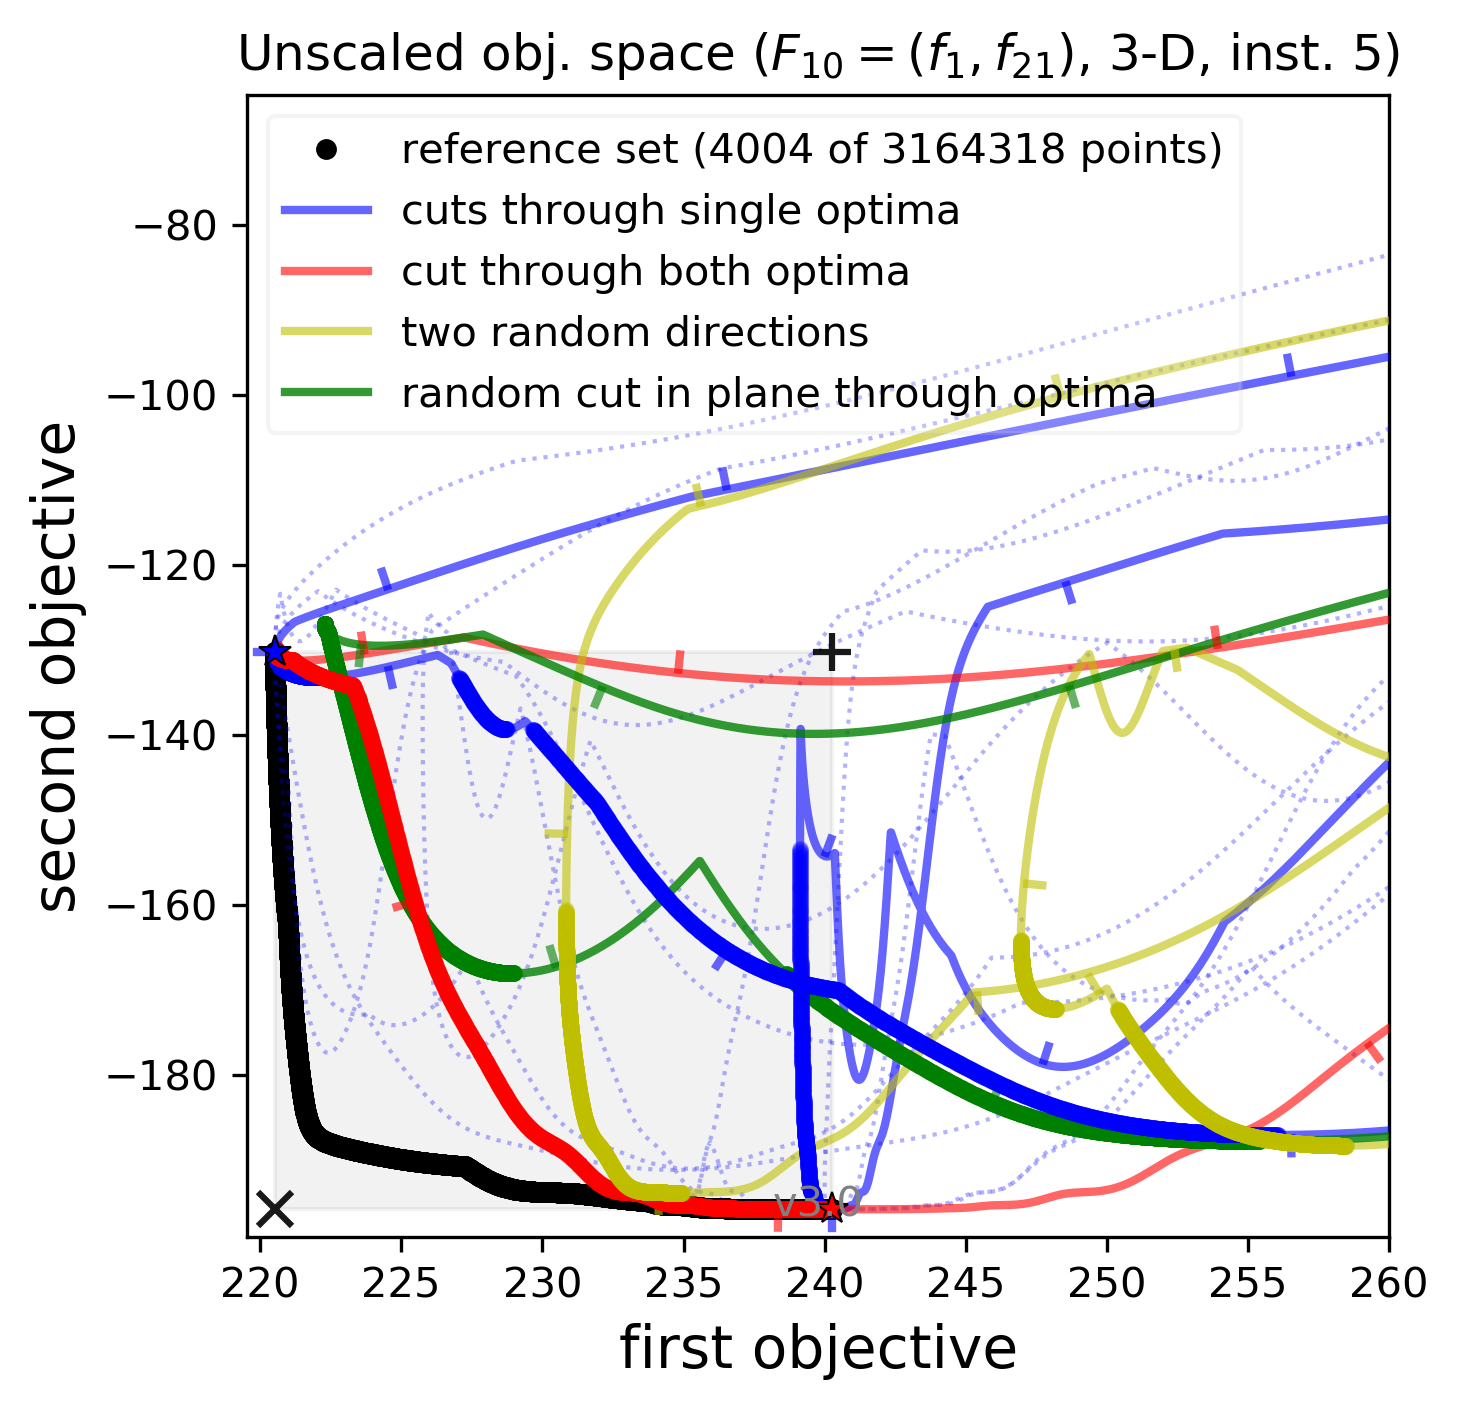 Unscaled obj. space (F10 = (f1, f21), 3-D, inst. 5)
reference set (4004 of 3164318 points)
cuts through single optima
cut through both optima
two random directions
random cut in plane through optima
−80
−100
−120
−140
−160
−180
second objective
v3.0
220 225 230 235 240 245 250 255 260
first objective